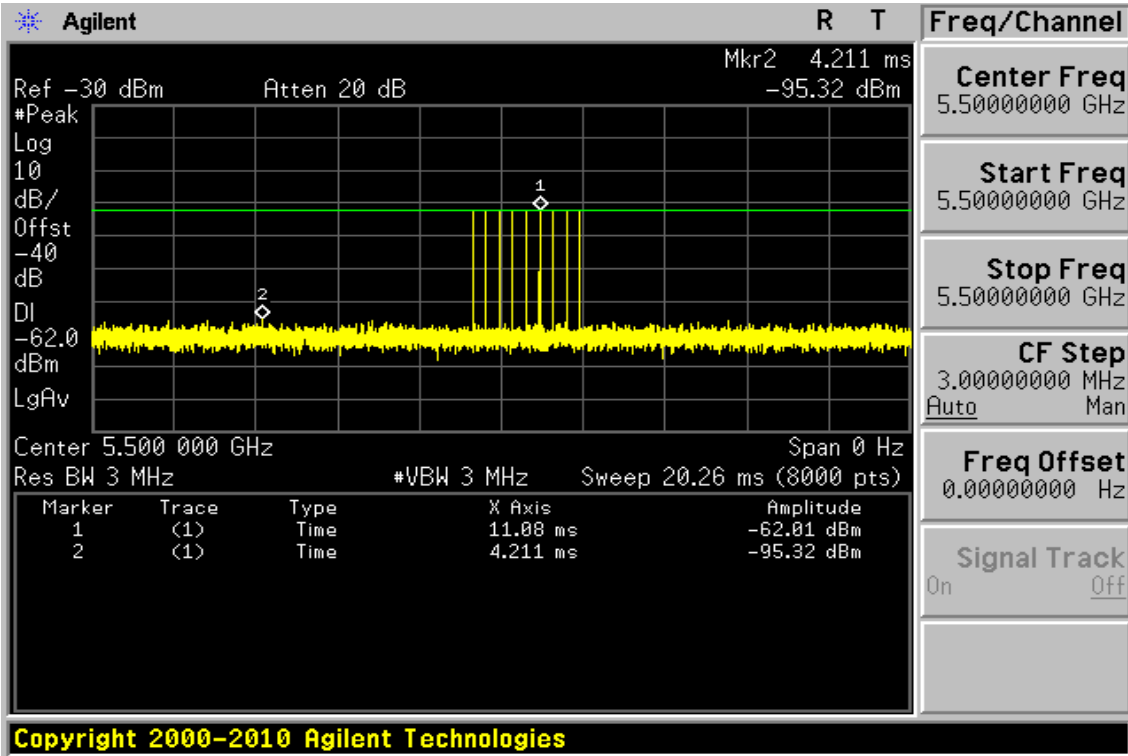 Agilent R T
Mkr2 4.211 ms
Ref -30 dBm Atten 20 dB -95.32 dBm
#Peak
Log
10
dB/
Offst
-40
dB
DI
-62.0
dBm
LgAv
1
2
Center 5.500 000 GHz Span 0 Hz
Res BW 3 MHz #VBW 3 MHz Sweep 20.26 ms (8000 pts)
Marker Trace Type X Axis Amplitude
1 (1) Time 11.08 ms -62.01 dBm
2 (1) Time 4.211 ms -95.32 dBm
Freq/Channel
Center Freq
5.50000000 GHz
Start Freq
5.50000000 GHz
Stop Freq
5.50000000 GHz
CF Step
3.00000000 MHz
Auto Man
Freq Offset
0.00000000 Hz
Signal Track
On Off
Copyright 2000-2010 Agilent Technologies